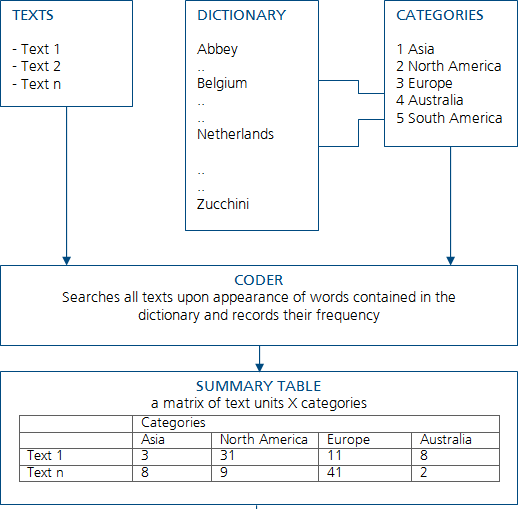 TEXTS
- Text 1
- Text 2
- Text n
DICTIONARY
Abbey
..
Belgium
..
..
Netherlands
..
..
Zucchini
CATEGORIES
1 Asia
2 North America
3 Europe
4 Australia
5 South America
CODER
Searches all texts upon appearance of words contained in the
dictionary and records their frequency
SUMMARY TABLE
a matrix of text units X categories
Categories
Asia North America Europe Australia
Text 1 3 31 11 8
Text n 8 9 41 2